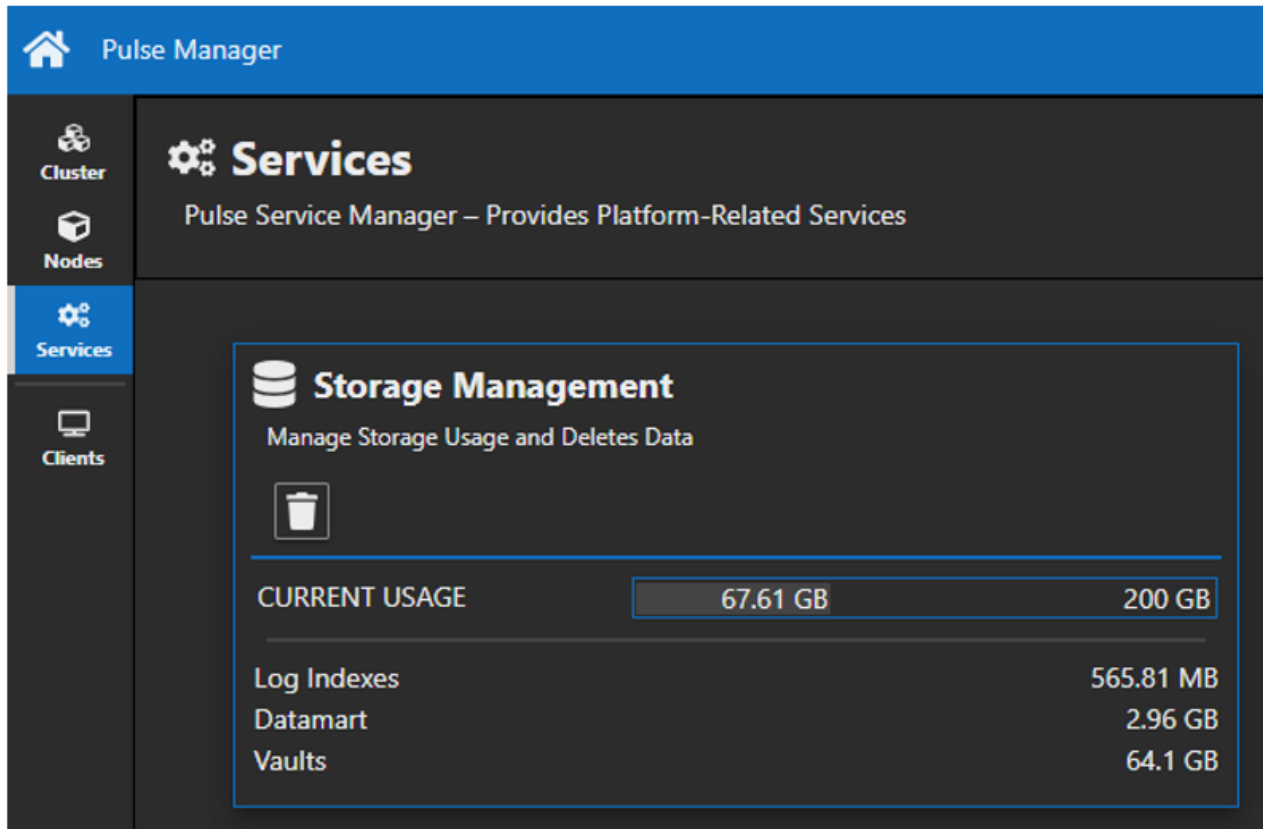 Pulse Manager
Cluster
Nodes
Services
Clients
Services
Pulse Service Manager – Provides Platform-Related Services
Storage Management
Manage Storage Usage and Deletes Data
CURRENT USAGE 67.61 GB 200 GB
Log Indexes 565.81 MB
Datamart 2.96 GB
Vaults 64.1 GB